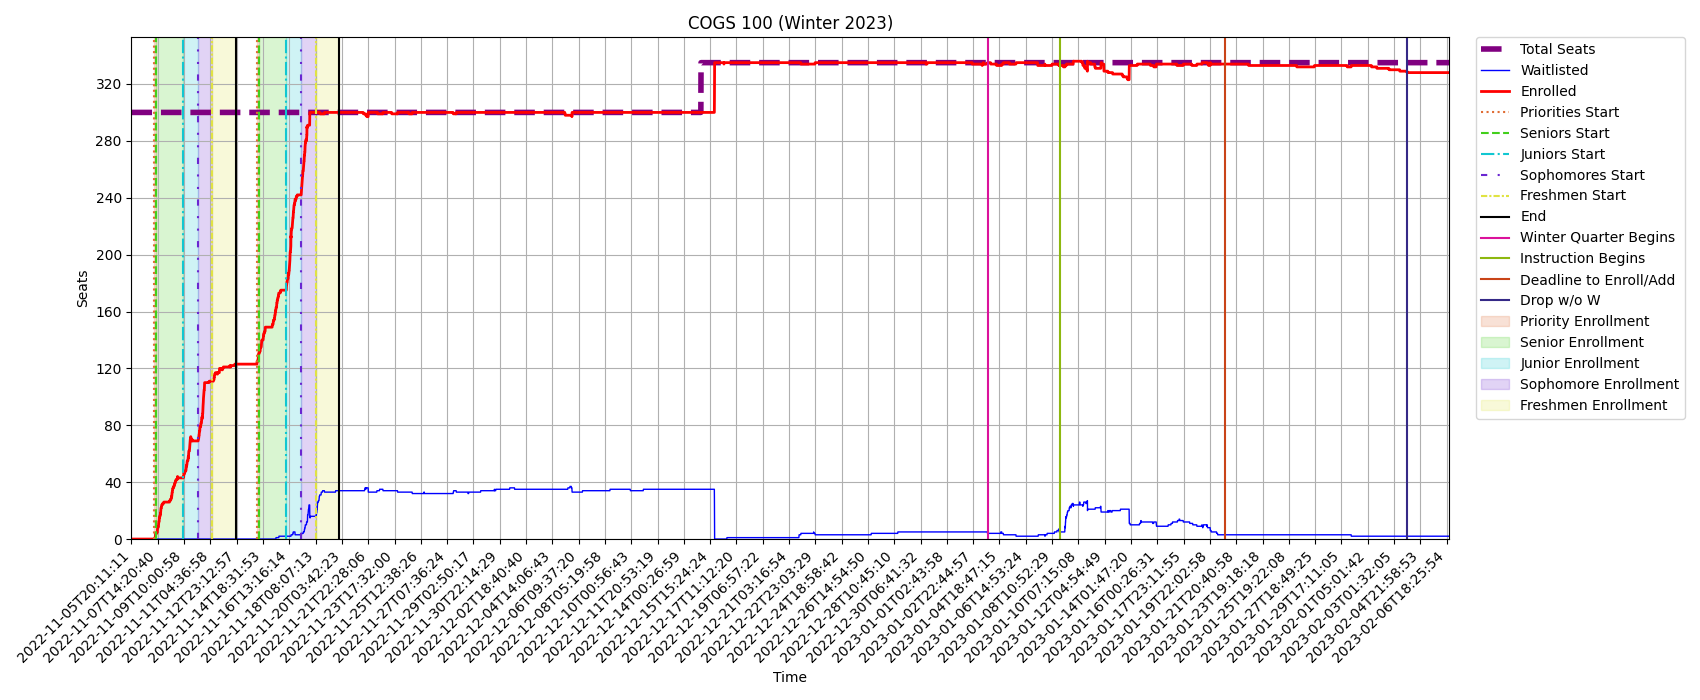 COGS 100 (Winter 2023)
Seats
320
280
240
200
160
120
80
40
0
2022-11-05T20:11:11
2022-11-07T14:20:40
2022-11-09T10:00:58
2022-11-11T04:36:58
2022-11-12T23:12:57
2022-11-14T18:31:53
2022-11-16T13:16:14
2022-11-18T08:07:13
2022-11-20T03:42:23
2022-11-21T22:28:06
2022-11-23T17:32:00
2022-11-25T12:38:26
2022-11-27T07:36:24
2022-11-29T02:50:17
2022-11-30T22:14:29
2022-12-02T18:40:40
2022-12-04T14:06:43
2022-12-06T09:37:20
2022-12-08T05:19:58
2022-12-10T00:56:43
2022-12-11T20:53:19
2022-12-14T00:26:59
2022-12-15T15:24:24
2022-12-17T11:12:20
2022-12-19T06:57:22
2022-12-21T03:16:54
2022-12-22T23:03:29
2022-12-24T18:58:42
2022-12-26T14:54:50
2022-12-28T10:45:10
2022-12-30T06:41:32
2023-01-01T02:43:58
2023-01-02T22:44:57
2023-01-04T18:47:15
2023-01-06T14:53:24
2023-01-08T10:52:29
2023-01-10T07:15:08
2023-01-12T04:54:49
2023-01-14T01:47:20
2023-01-16T00:26:31
2023-01-17T23:11:55
2023-01-19T22:02:58
2023-01-21T20:40:58
2023-01-23T19:18:18
2023-01-25T19:22:08
2023-01-27T18:49:25
2023-01-29T17:11:05
2023-02-01T05:01:42
2023-02-03T01:32:05
2023-02-04T21:58:53
2023-02-06T18:25:54
Time
Total Seats
Waitlisted
Enrolled
Priorities Start
Seniors Start
Juniors Start
Sophomores Start
Freshmen Start
End
Winter Quarter Begins
Instruction Begins
Deadline to Enroll/Add
Drop w/o W
Priority Enrollment
Senior Enrollment
Junior Enrollment
Sophomore Enrollment
Freshmen Enrollment